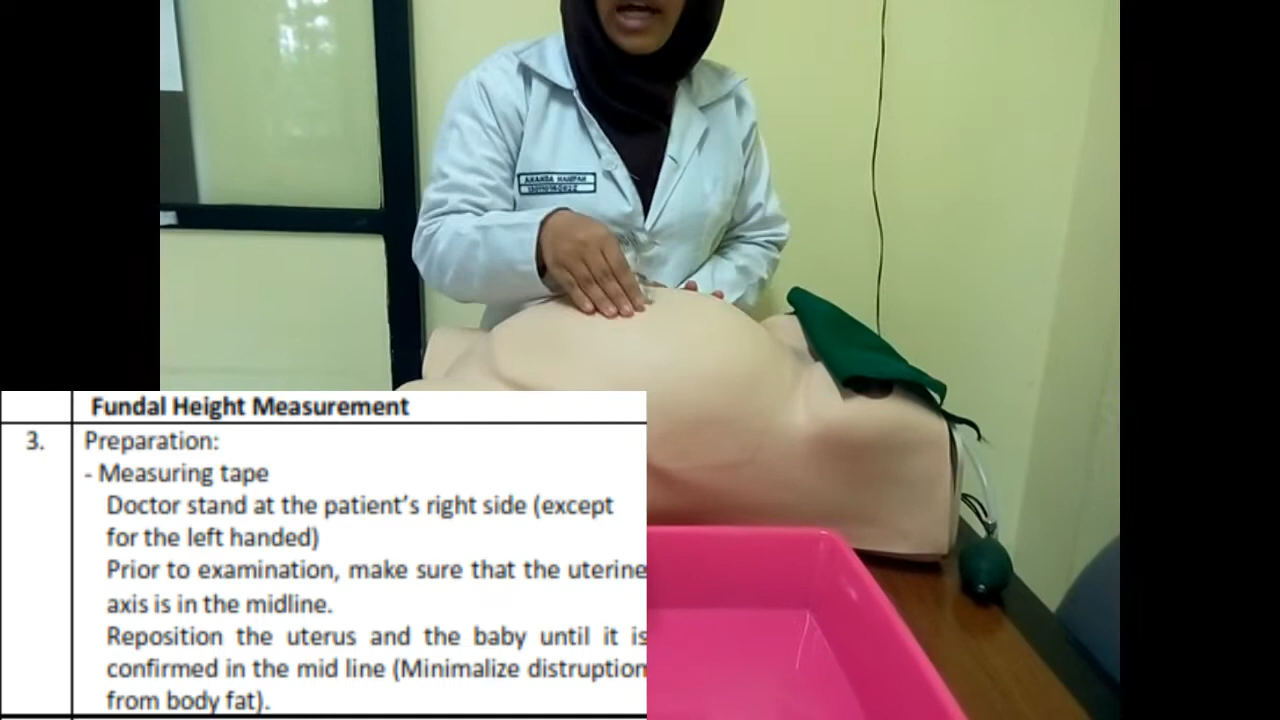 ANANDA HANIFAH
Fundal Height Measurement
3.
Preparation:
- Measuring tape
Doctor stand at the patient's right side (except
for the left handed)
Prior to examination, make sure that the uterine
axis is in the midline.
Reposition the uterus and the baby until it is
confirmed in the mid line (Minimalize distruption
from body fat).